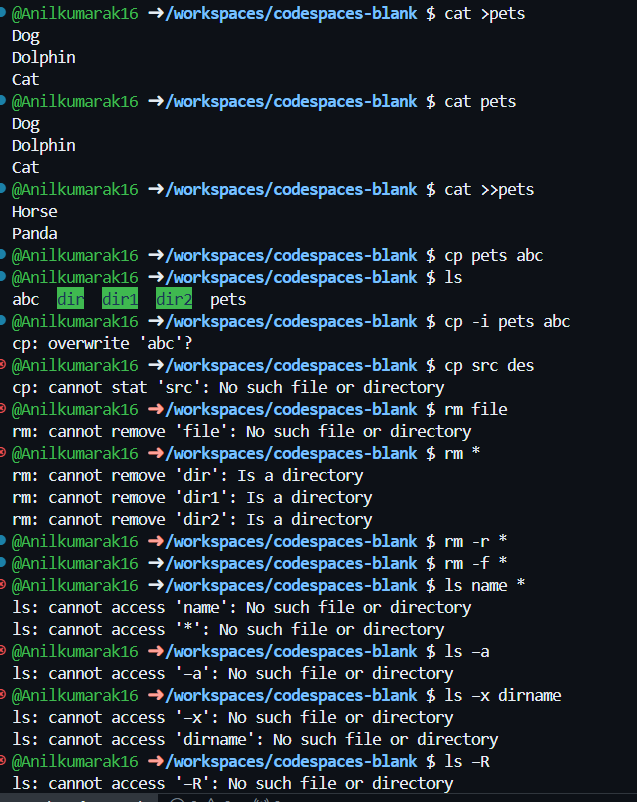 @Anilkumarak16 ➜/workspaces/codespaces-blank $ cat >pets
Dog
Dolphin
Cat
@Anilkumarak16 ➜/workspaces/codespaces-blank $ cat pets
Dog
Dolphin
Cat
@Anilkumarak16 ➜/workspaces/codespaces-blank $ cat >>pets
Horse
Panda
@Anilkumarak16 ➜/workspaces/codespaces-blank $ cp pets abc
@Anilkumarak16 ➜/workspaces/codespaces-blank $ ls
abc  dir  dir1  dir2  pets
@Anilkumarak16 ➜/workspaces/codespaces-blank $ cp -i pets abc
cp: overwrite 'abc'?
@Anilkumarak16 ➜/workspaces/codespaces-blank $ cp src des
cp: cannot stat 'src': No such file or directory
@Anilkumarak16 ➜/workspaces/codespaces-blank $ rm file
rm: cannot remove 'file': No such file or directory
@Anilkumarak16 ➜/workspaces/codespaces-blank $ rm *
rm: cannot remove 'dir': Is a directory
rm: cannot remove 'dir1': Is a directory
rm: cannot remove 'dir2': Is a directory
@Anilkumarak16 ➜/workspaces/codespaces-blank $ rm -r *
@Anilkumarak16 ➜/workspaces/codespaces-blank $ rm -f *
@Anilkumarak16 ➜/workspaces/codespaces-blank $ ls name *
ls: cannot access 'name': No such file or directory
ls: cannot access '*': No such file or directory
@Anilkumarak16 ➜/workspaces/codespaces-blank $ ls –a
ls: cannot access '–a': No such file or directory
@Anilkumarak16 ➜/workspaces/codespaces-blank $ ls –x dirname
ls: cannot access '–x': No such file or directory
ls: cannot access 'dirname': No such file or directory
@Anilkumarak16 ➜/workspaces/codespaces-blank $ ls –R
ls: cannot access '–R': No such file or directory